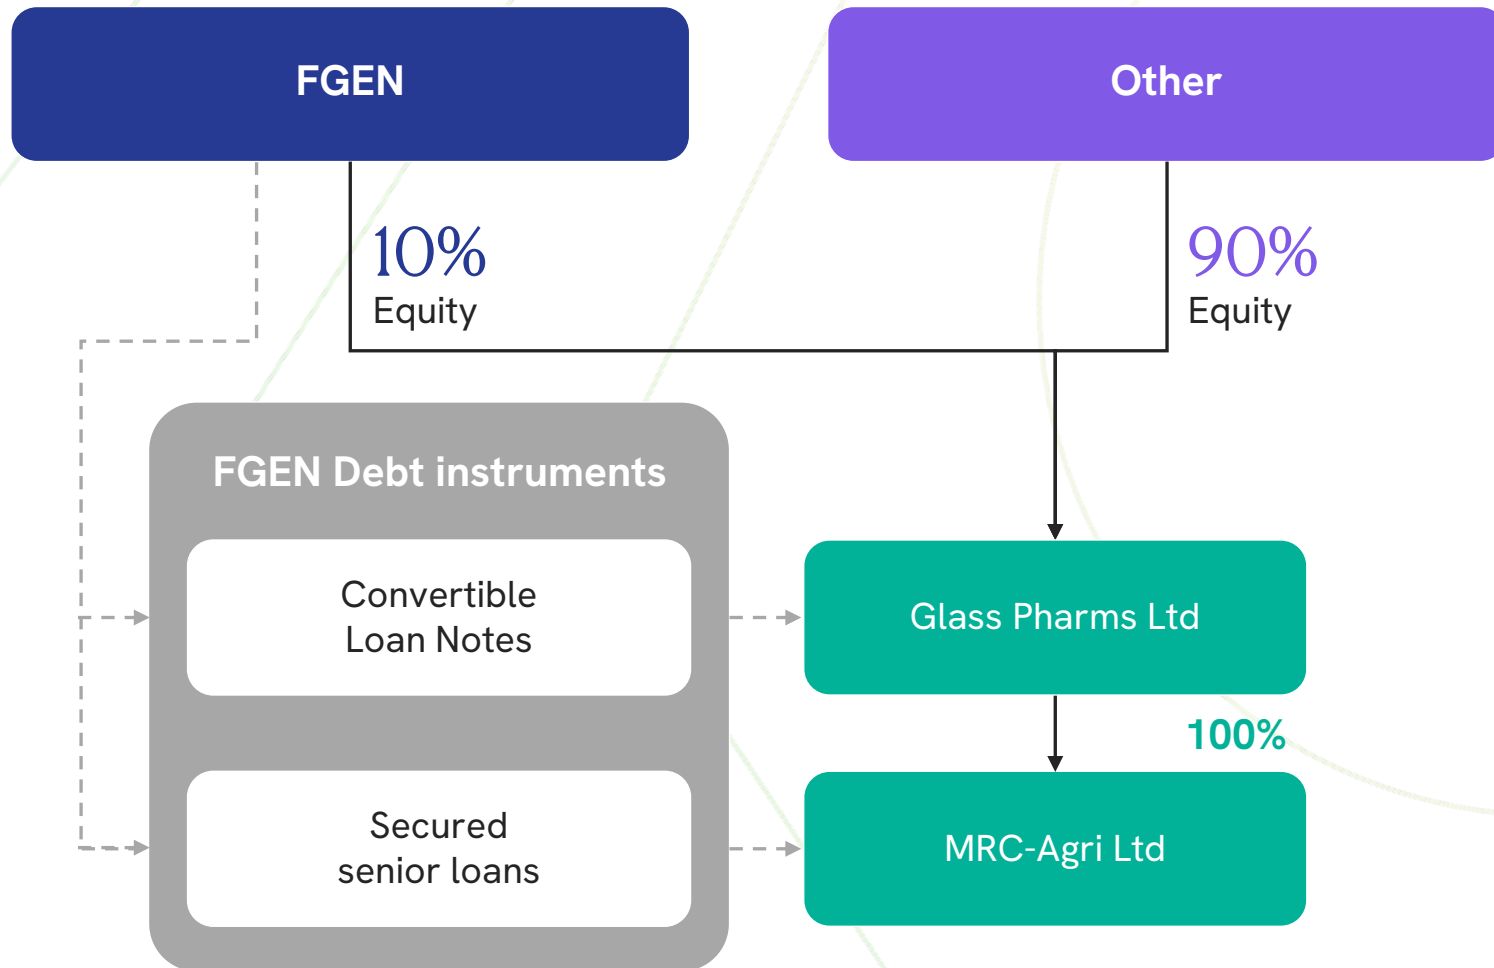 FGEN
Other
10%
Equity
90%
Equity
FGEN Debt instruments
Convertible
Loan Notes
Glass Pharms Ltd
100%
Secured
senior loans
MRC-Agri Ltd